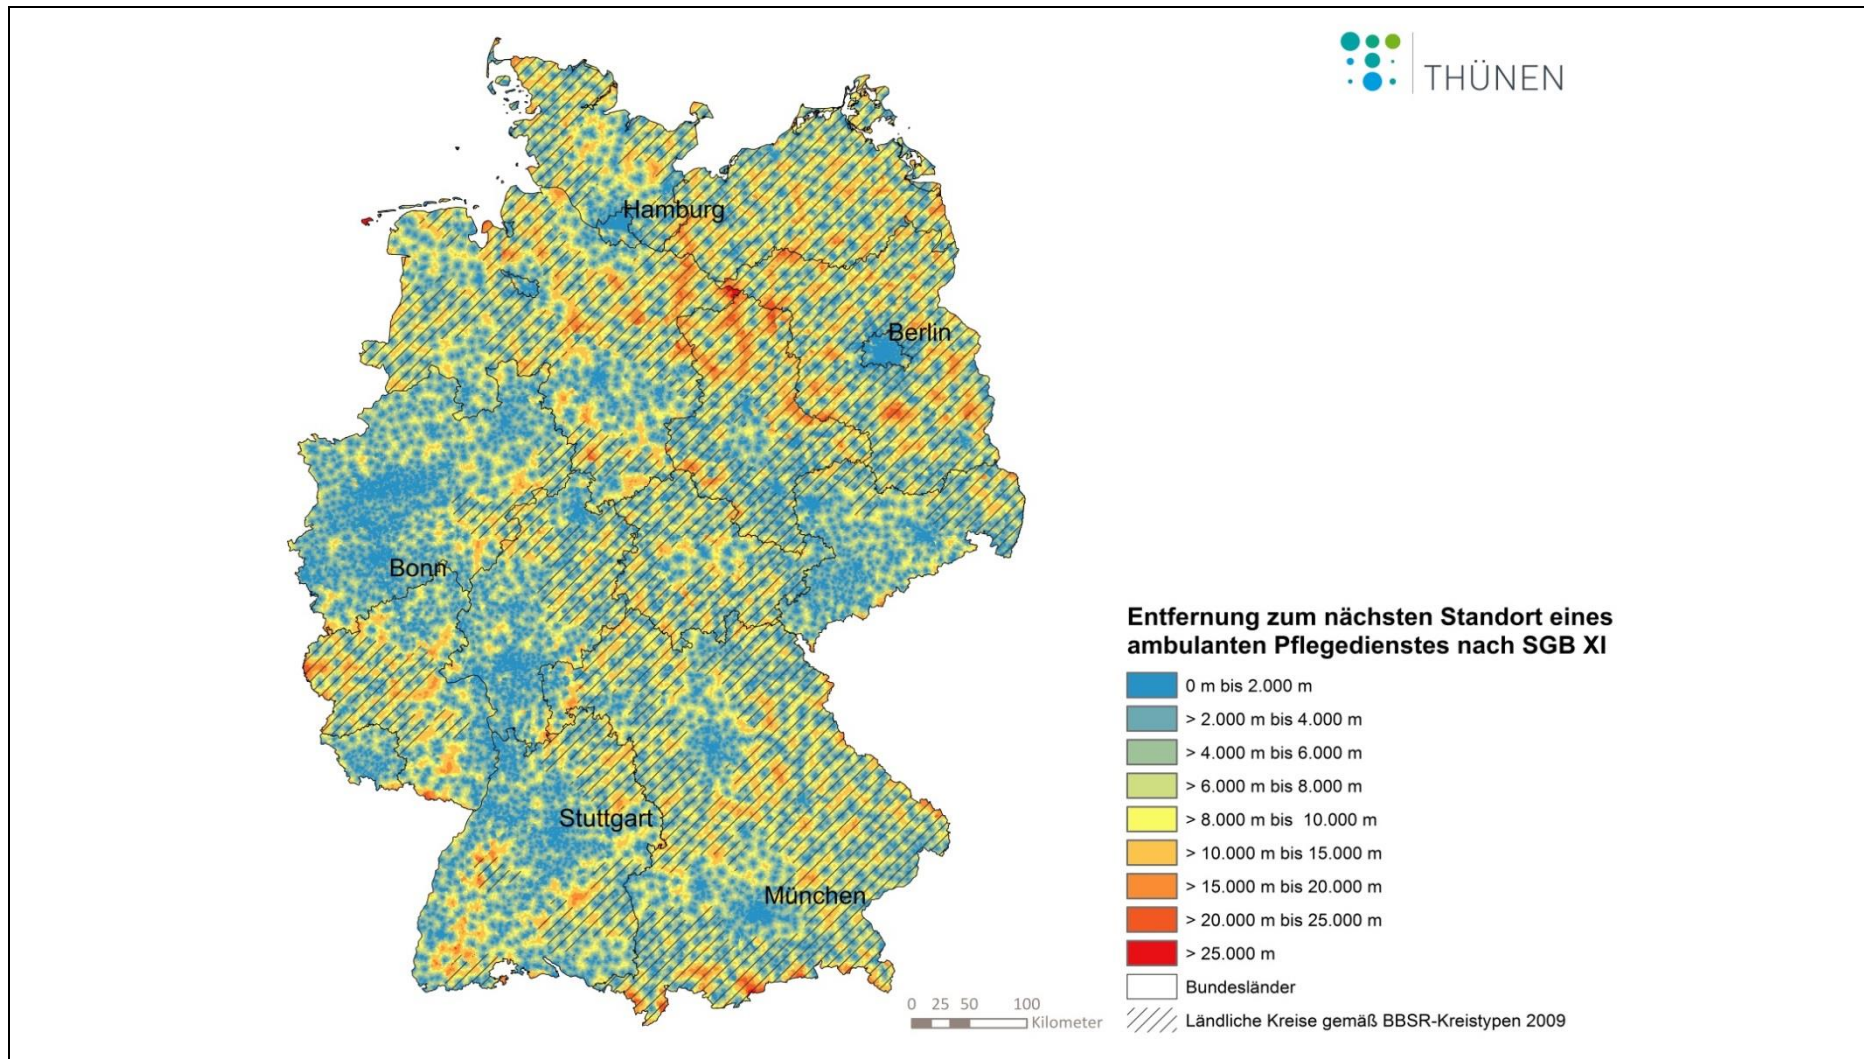 THÜNEN
Hamburg
Berlin
Bonn
Stuttgart
München
Entfernung zum nächsten Standort eines
ambulanten Pflegedienstes nach SGB XI
0 m bis 2.000 m
> 2.000 m bis 4.000 m
> 4.000 m bis 6.000 m
> 6.000 m bis 8.000 m
> 8.000 m bis  10.000 m
> 10.000 m bis 15.000 m
> 15.000 m bis 20.000 m
> 20.000 m bis 25.000 m
> 25.000 m
Bundesländer
Ländliche Kreise gemäß BBSR-Kreistypen 2009
0 25 50 100
Kilometer